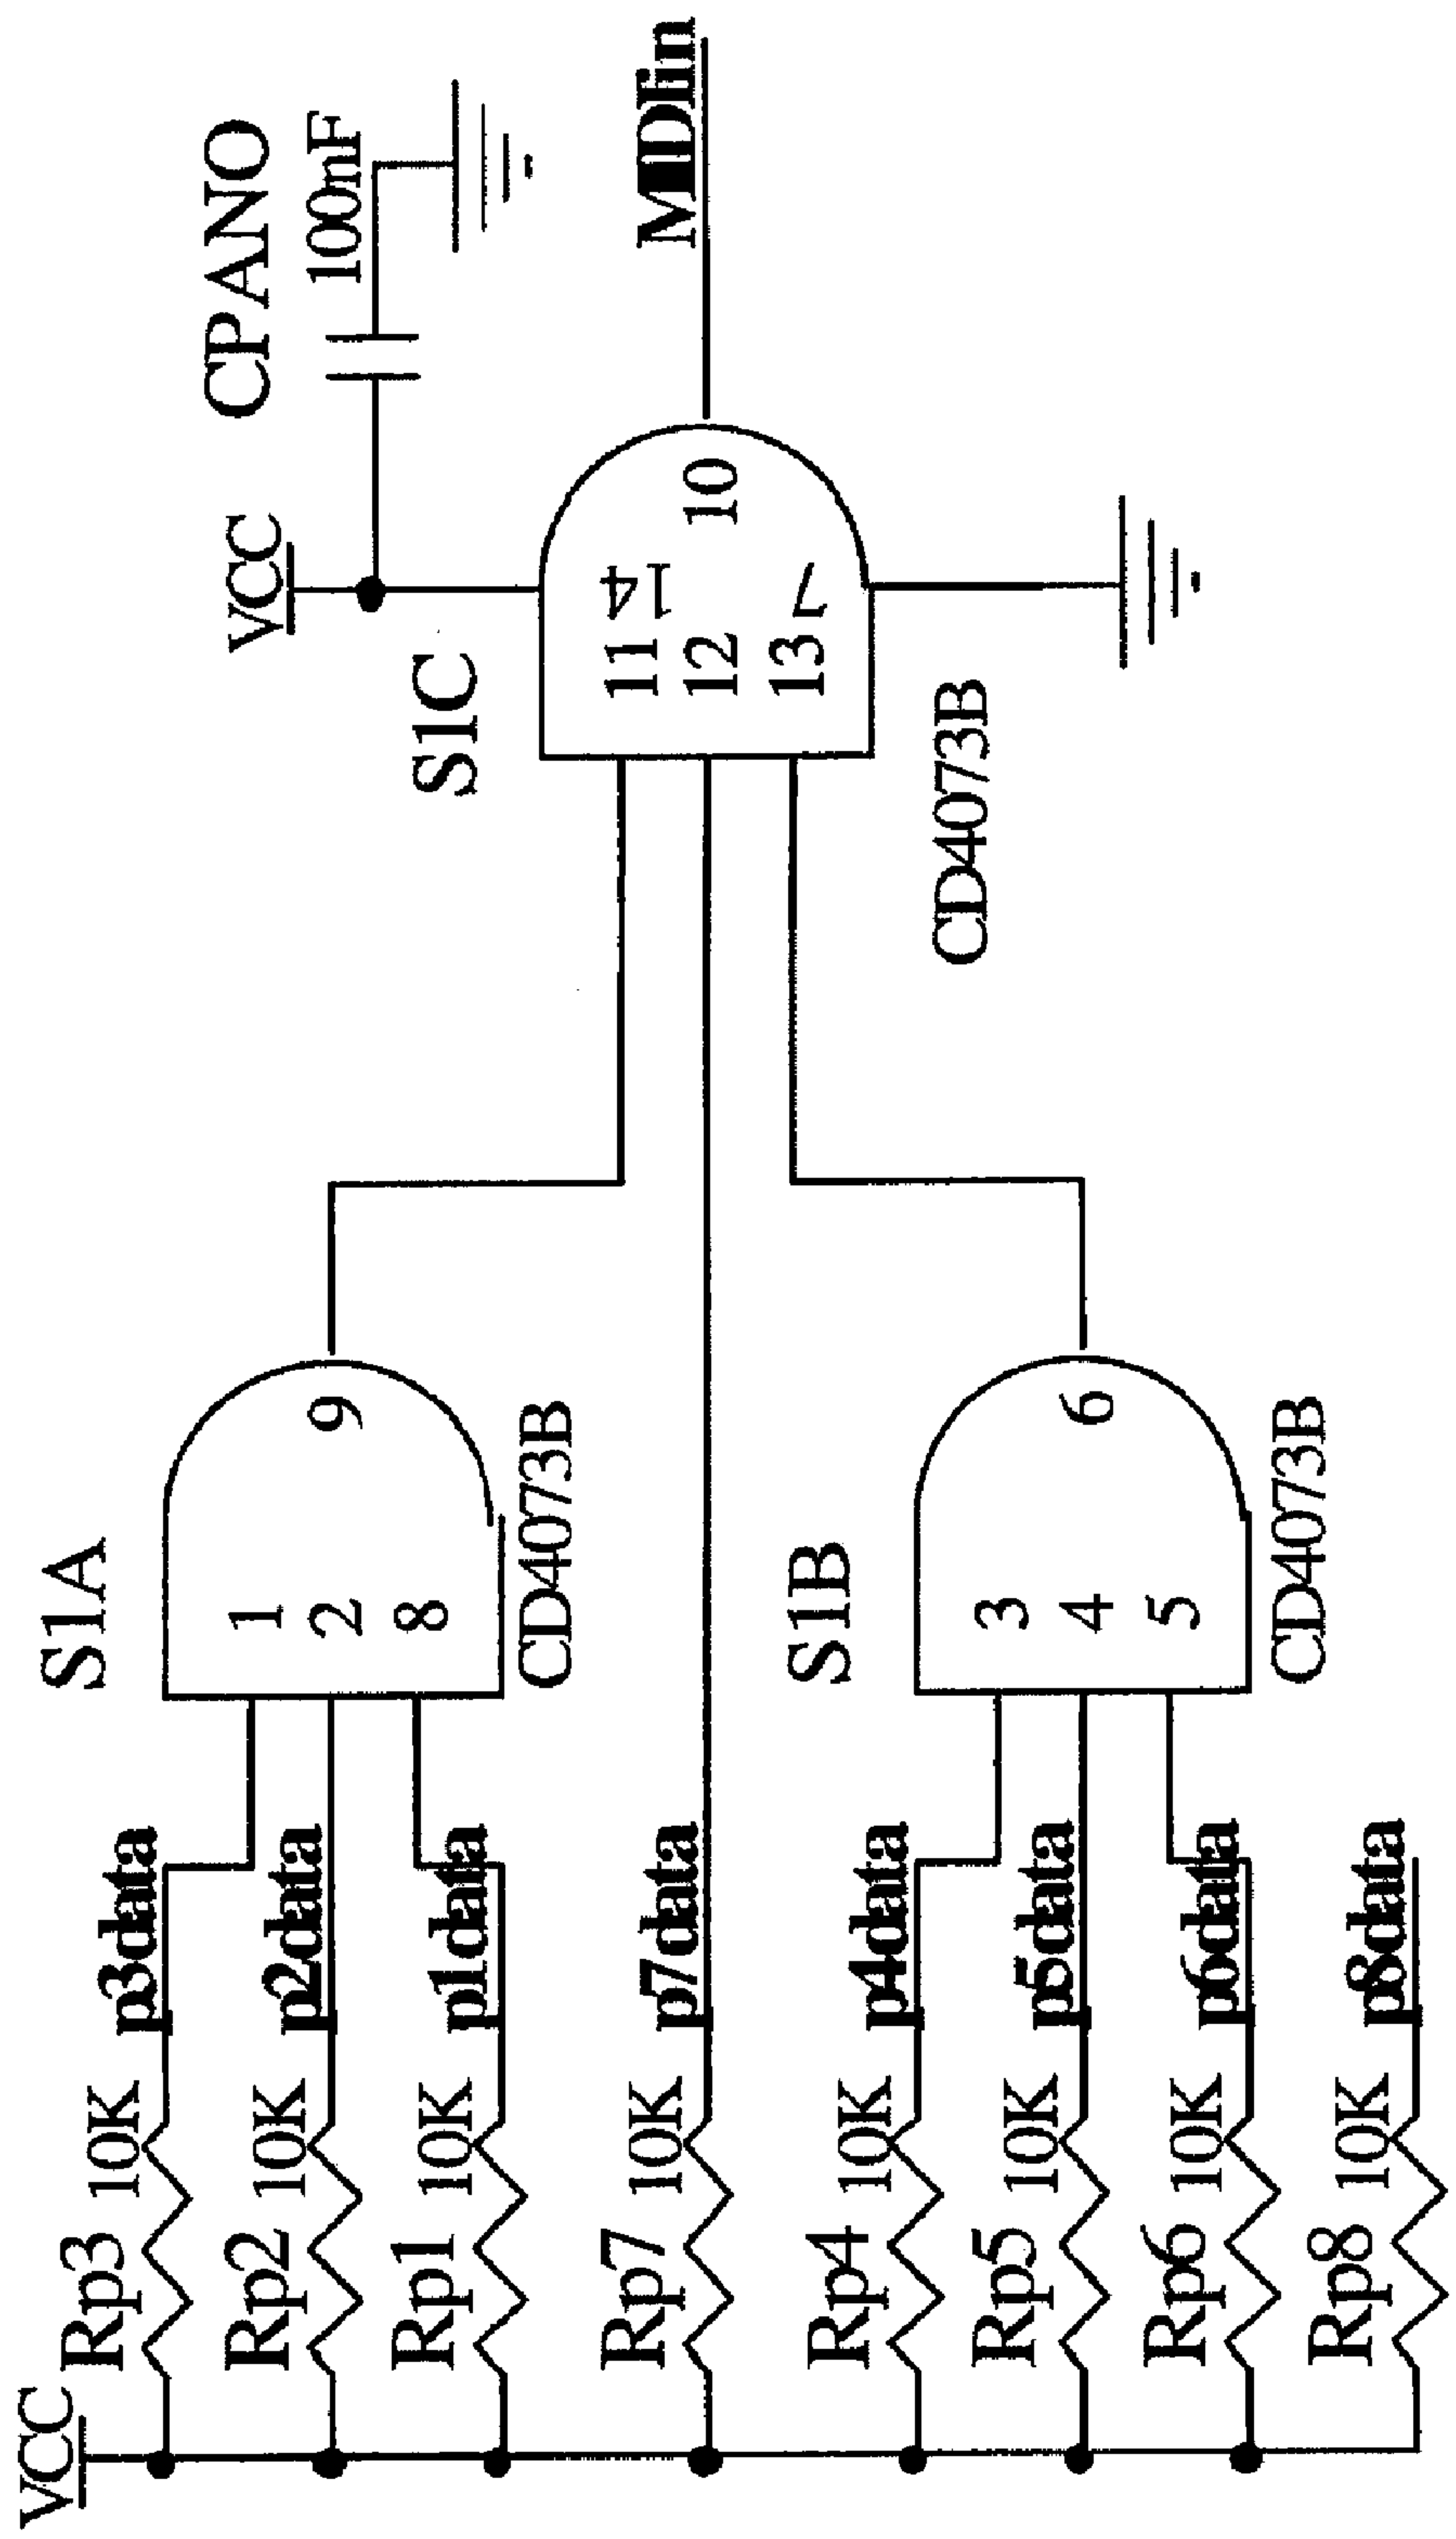 VCC
Rp3 10K p3data
Rp2 10K p2data
Rp1 10K p1data
Rp7 10K p7data
Rp4 10K p4data
Rp5 10K p5data
Rp6 10K p6data
Rp8 10K p8data
S1A
1
2
8
9
CD4073B
S1B
3
4
5
6
CD4073B
S1C
11
12
13
14
7
10
CD4073B
VCC
CPANO
100nF
MIDIin